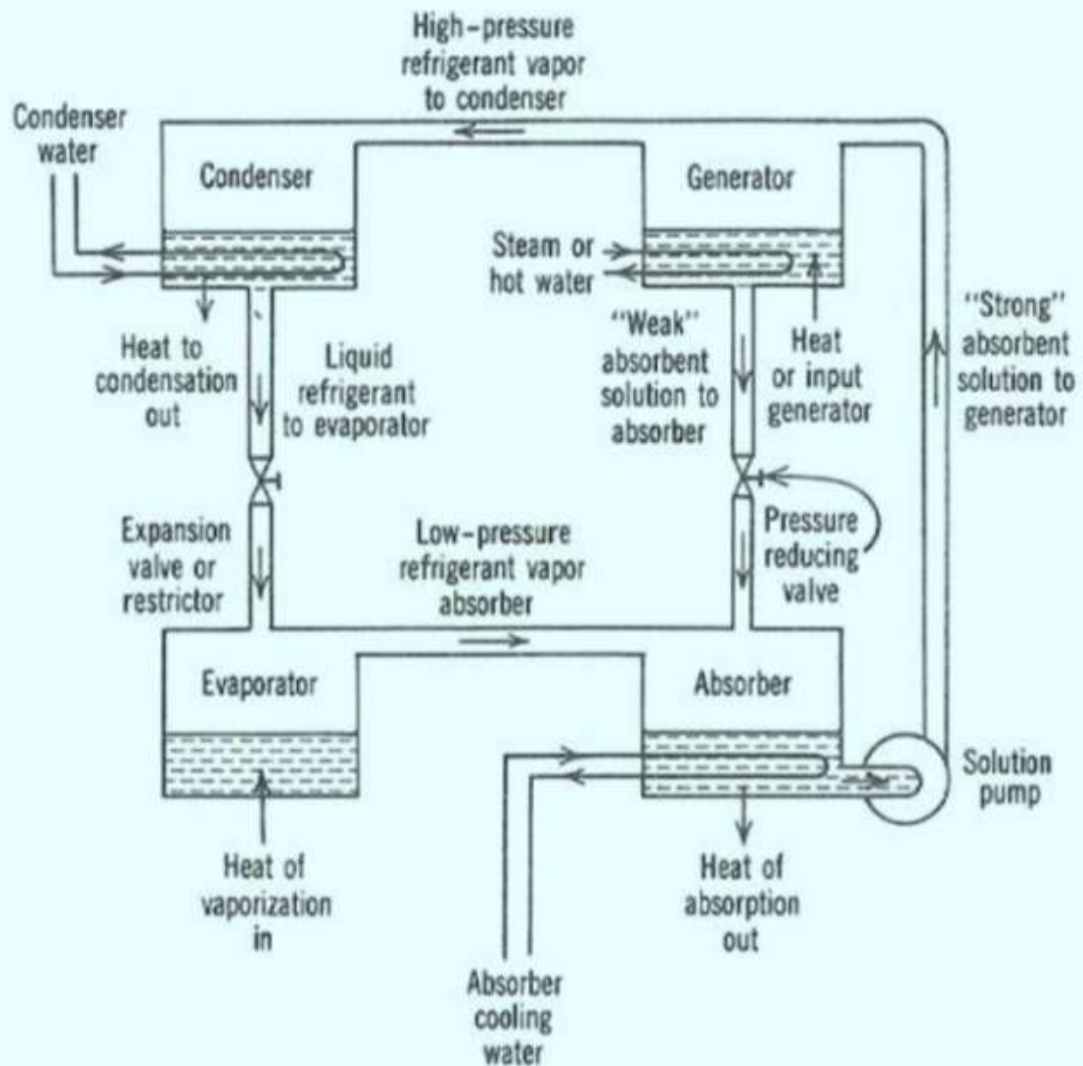 High-pressure
refrigerant vapor
to condenser
Condenser
water
Condenser
Generator
Steam or
hot water
Heat to
condensation
out
Liquid
refrigerant
to evaporator
"Weak"
absorbent
solution to
absorber
Heat
or input
generator
"Strong"
absorbent
solution to
generator
Expansion
valve or
restrictor
Low-pressure
refrigerant vapor
absorber
Pressure
reducing
valve
Evaporator
Absorber
Solution
pump
Heat of
vaporization
in
Heat of
absorption
out
Absorber
cooling
water